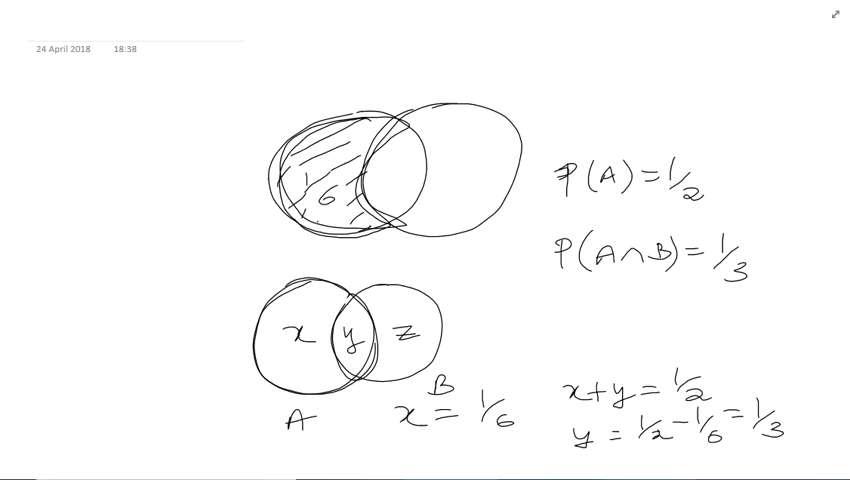 24 April 2018 18:38
1
6
P(A) = 1/2
P(A∩B) = 1/3
x y z
B
A
x = 1/6
x+y = 1/2
y = 1/2 - 1/6 = 1/3